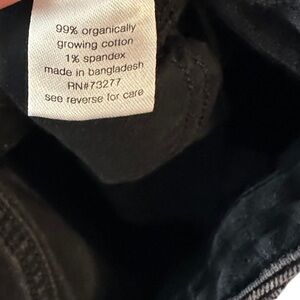 99% organically
growing cotton
1% spandex
made in bangladesh
RN#73277
see reverse for care